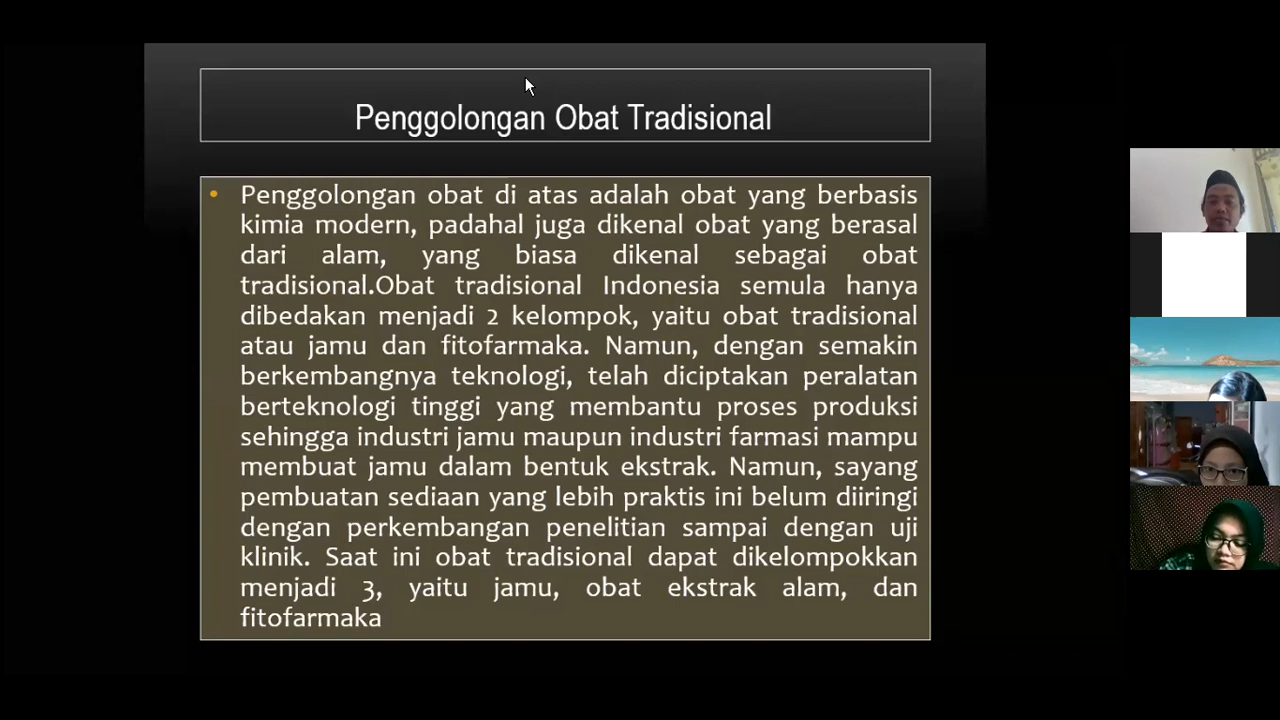 Penggolongan Obat Tradisional
• Penggolongan obat di atas adalah obat yang berbasis
kimia modern, padahal juga dikenal obat yang berasal
dari alam, yang biasa dikenal sebagai obat
tradisional.Obat tradisional Indonesia semula hanya
dibedakan menjadi 2 kelompok, yaitu obat tradisional
atau jamu dan fitofarmaka. Namun, dengan semakin
berkembangnya teknologi, telah diciptakan peralatan
berteknologi tinggi yang membantu proses produksi
sehingga industri jamu maupun industri farmasi mampu
membuat jamu dalam bentuk ekstrak. Namun, sayang
pembuatan sediaan yang lebih praktis ini belum diiringi
dengan perkembangan penelitian sampai dengan uji
klinik. Saat ini obat tradisional dapat dikelompokkan
menjadi 3, yaitu jamu, obat ekstrak alam, dan
fitofarmaka